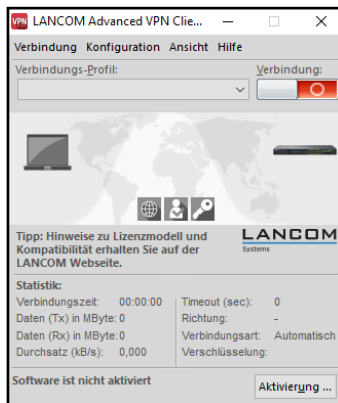 VPN LANCOM Advanced VPN Clie...
Verbindung Konfiguration Ansicht Hilfe
Verbindungs-Profil: Verbindung:
Tipp: Hinweise zu Lizenzmodell und
Kompatibilität erhalten Sie auf der
LANCOM Webseite.
LANCOM
Systems
Statistik:
Verbindungszeit: 00:00:00 Timeout (sec): 0
Daten (Tx) in MByte: 0 Richtung: -
Daten (Rx) in MByte: 0 Verbindungsart: Automatisch
Durchsatz (kB/s): 0,000 Verschlüsselung:
Software ist nicht aktiviert Aktivierung ...